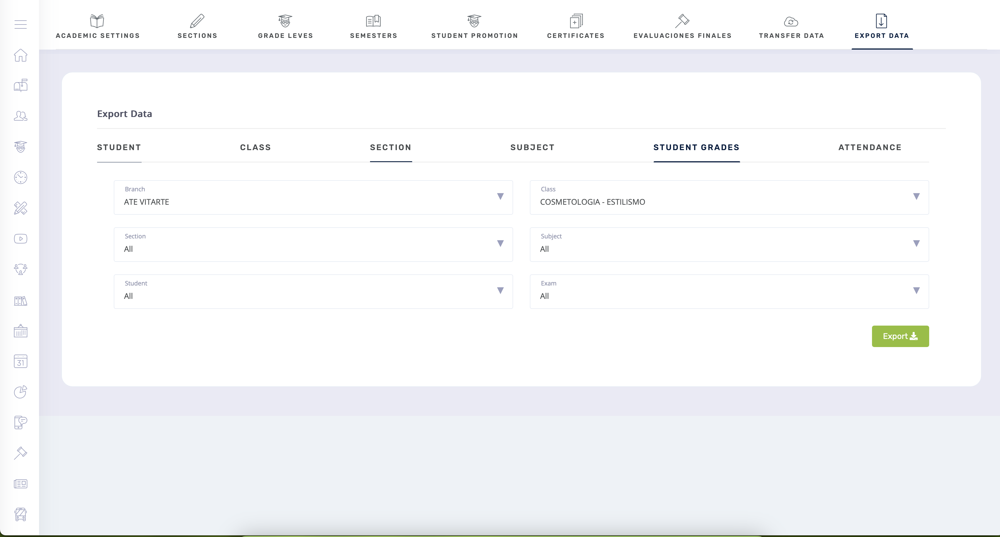 ACADEMIC SETTINGS
SECTIONS
GRADE LEVES
SEMESTERS
STUDENT PROMOTION
CERTIFICATES
EVALUACIONES FINALES
TRANSFER DATA
EXPORT DATA
Export Data
STUDENT
CLASS
SECTION
SUBJECT
STUDENT GRADES
ATTENDANCE
Branch
ATE VITARTE
Class
COSMETOLOGIA - ESTILISMO
Section
All
Subject
All
Student
All
Exam
All
Export
31